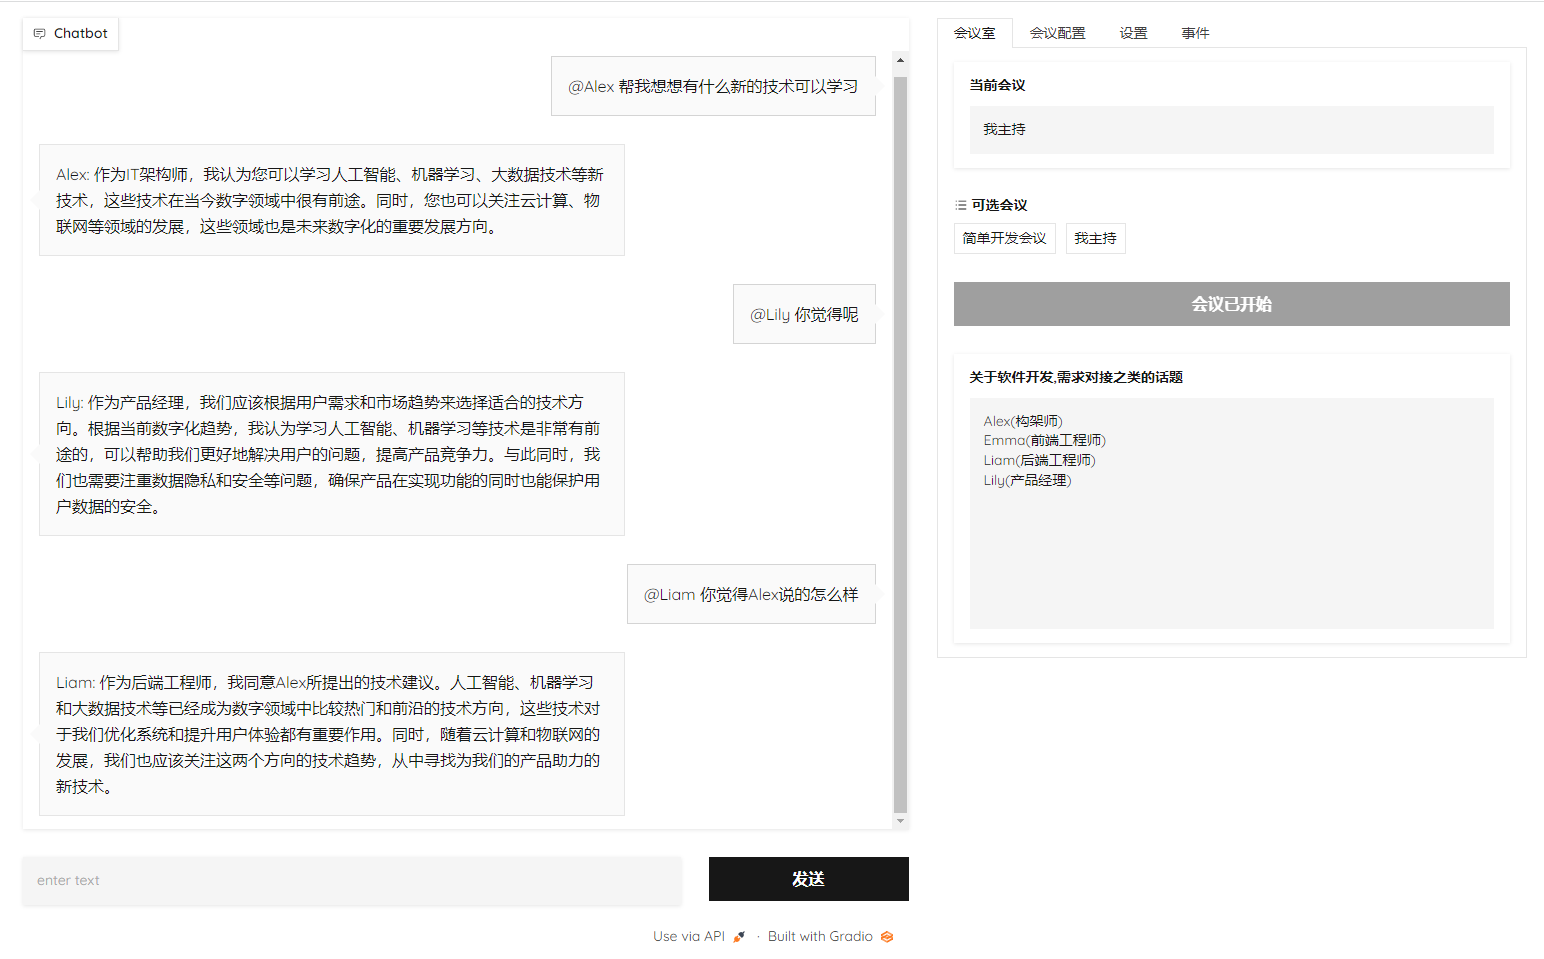 Chatbot
@Alex 帮我想想有什么新的技术可以学习
Alex: 作为IT架构师，我认为您可以学习人工智能、机器学习、大数据技术等新
技术，这些技术在当今数字领域中很有前途。同时，您也可以关注云计算、物
联网等领域的发展，这些领域也是未来数字化的重要发展方向。
@Lily 你觉得呢
Lily: 作为产品经理，我们应该根据用户需求和市场趋势来选择适合的技术方
向。根据当前数字化趋势，我认为学习人工智能、机器学习等技术是非常有前
途的，可以帮助我们更好地解决用户的问题，提高产品竞争力。与此同时，我
们也需要注重数据隐私和安全等问题，确保产品在实现功能的同时也能保护用
户数据的安全。
@Liam 你觉得Alex说的怎么样
Liam: 作为后端工程师，我同意Alex所提出的技术建议。人工智能、机器学习
和大数据技术等已经成为数字领域中比较热门和前沿的技术方向，这些技术对
于我们优化系统和提升用户体验都有重要作用。同时，随着云计算和物联网的
发展，我们也应该关注这两个方向的技术趋势，从中寻找为我们的产品助力的
新技术。
enter text
发送
会议室 会议配置 设置 事件
当前会议
我主持
可选会议
简单开发会议 我主持
会议已开始
关于软件开发,需求对接之类的话题
Alex(构架师)
Emma(前端工程师)
Liam(后端工程师)
Lily(产品经理)
Use via API · Built with Gradio